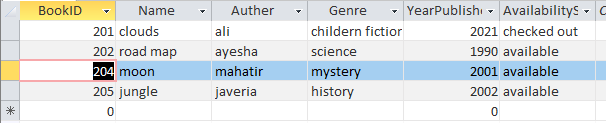 BookID Name Auther Genre YearPublishe AvailabilityS
201 clouds ali childern fiction 2021 checked out
202 road map ayesha science 1990 available
204 moon mahatir mystery 2001 available
205 jungle javeria history 2002 available
* 0 0